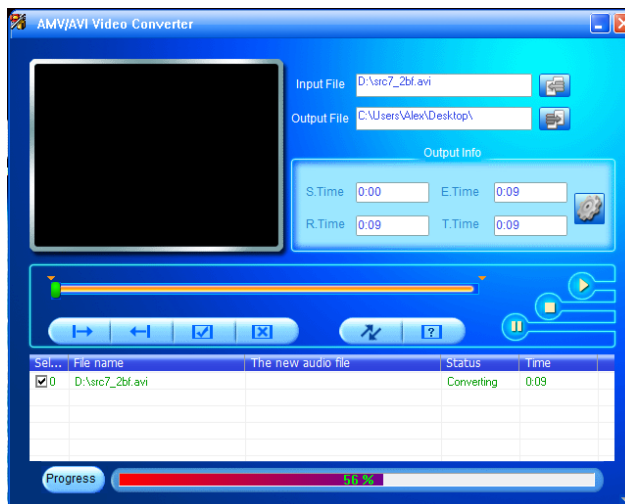 AMV/AVI Video Converter
Input File D:\src7_2bf.avi
Output File C:\Users\Alex\Desktop\
Output Info
S.Time 0:00 E.Time 0:09
R.Time 0:09 T.Time 0:09
Sel... File name The new audio file Status Time
0 D:\src7_2bf.avi Converting 0:09
Progress 56 %